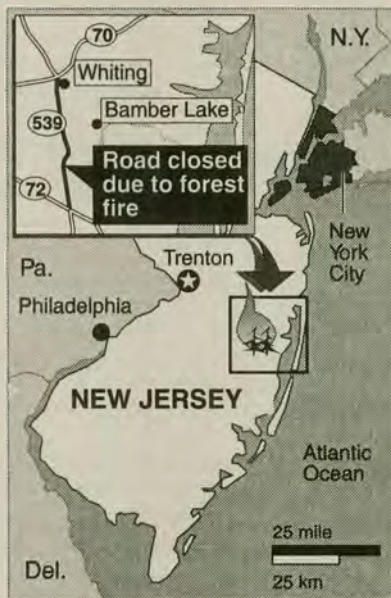 70
Whiting
Bamber Lake
539
Road closed
due to forest
fire
72
N.Y.
New
York
City
Pa.
Trenton
Philadelphia
NEW JERSEY
Atlantic
Ocean
25 mile
25 km
Del.